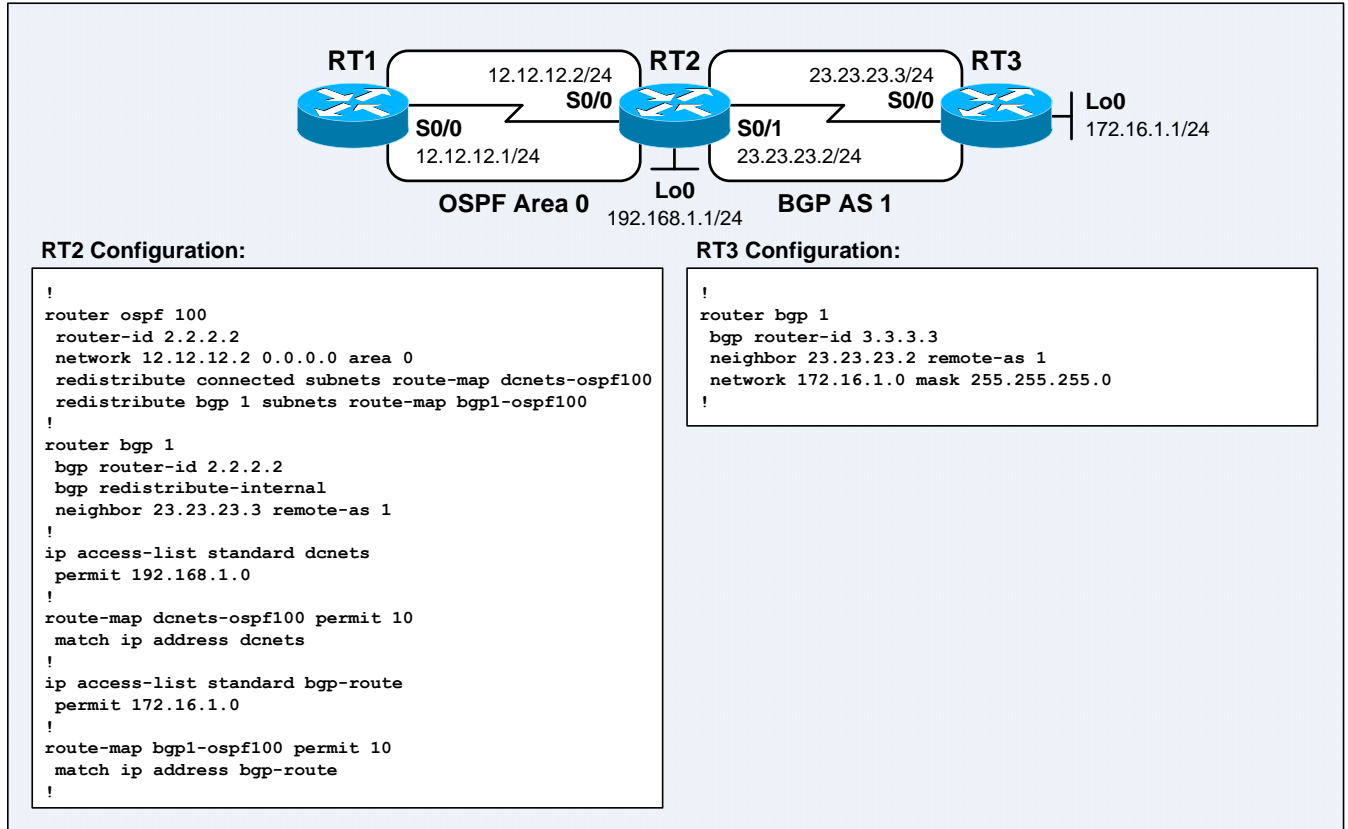 RT1
RT2
RT3
12.12.12.2/24
23.23.23.3/24
S0/0
S0/0
Lo0
172.16.1.1/24
S0/0
S0/1
12.12.12.1/24
23.23.23.2/24
Lo0
OSPF Area 0
192.168.1.1/24
BGP AS 1
RT2 Configuration:
!
router ospf 100
 router-id 2.2.2.2
 network 12.12.12.2 0.0.0.0 area 0
 redistribute connected subnets route-map dcnets-ospf100
 redistribute bgp 1 subnets route-map bgp1-ospf100
!
router bgp 1
 bgp router-id 2.2.2.2
 bgp redistribute-internal
 neighbor 23.23.23.3 remote-as 1
!
ip access-list standard dcnets
 permit 192.168.1.0
!
route-map dcnets-ospf100 permit 10
 match ip address dcnets
!
ip access-list standard bgp-route
 permit 172.16.1.0
!
route-map bgp1-ospf100 permit 10
 match ip address bgp-route
!
RT3 Configuration:
!
router bgp 1
 bgp router-id 3.3.3.3
 neighbor 23.23.23.2 remote-as 1
 network 172.16.1.0 mask 255.255.255.0
!